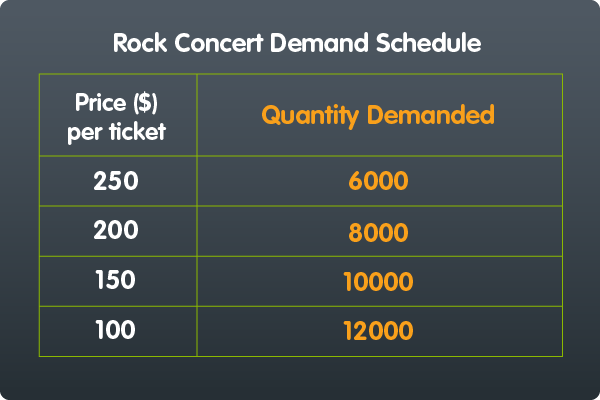 Rock Concert Demand Schedule
Price ($)
per ticket
Quantity Demanded
250 6000
200 8000
150 10000
100 12000